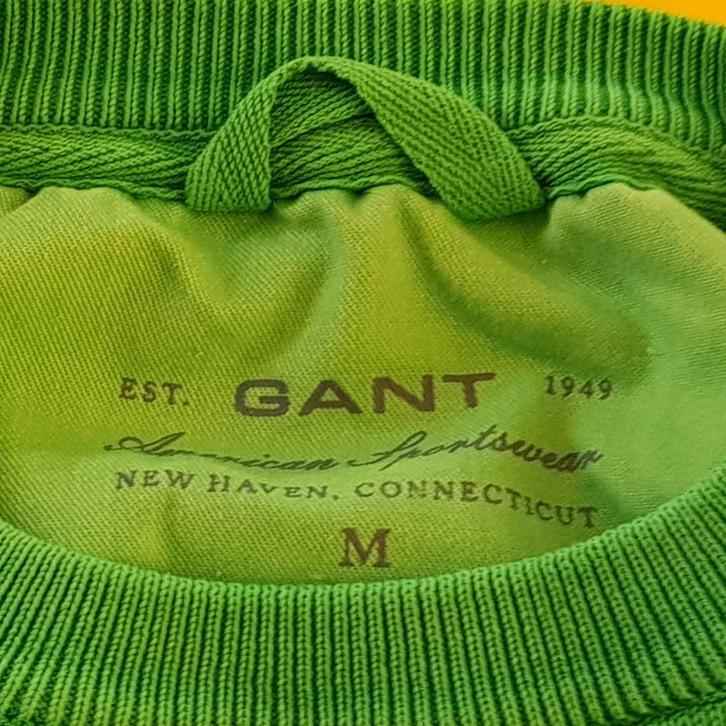 EST. GANT 1949
American Sportswear
NEW HAVEN, CONNECTICUT
M